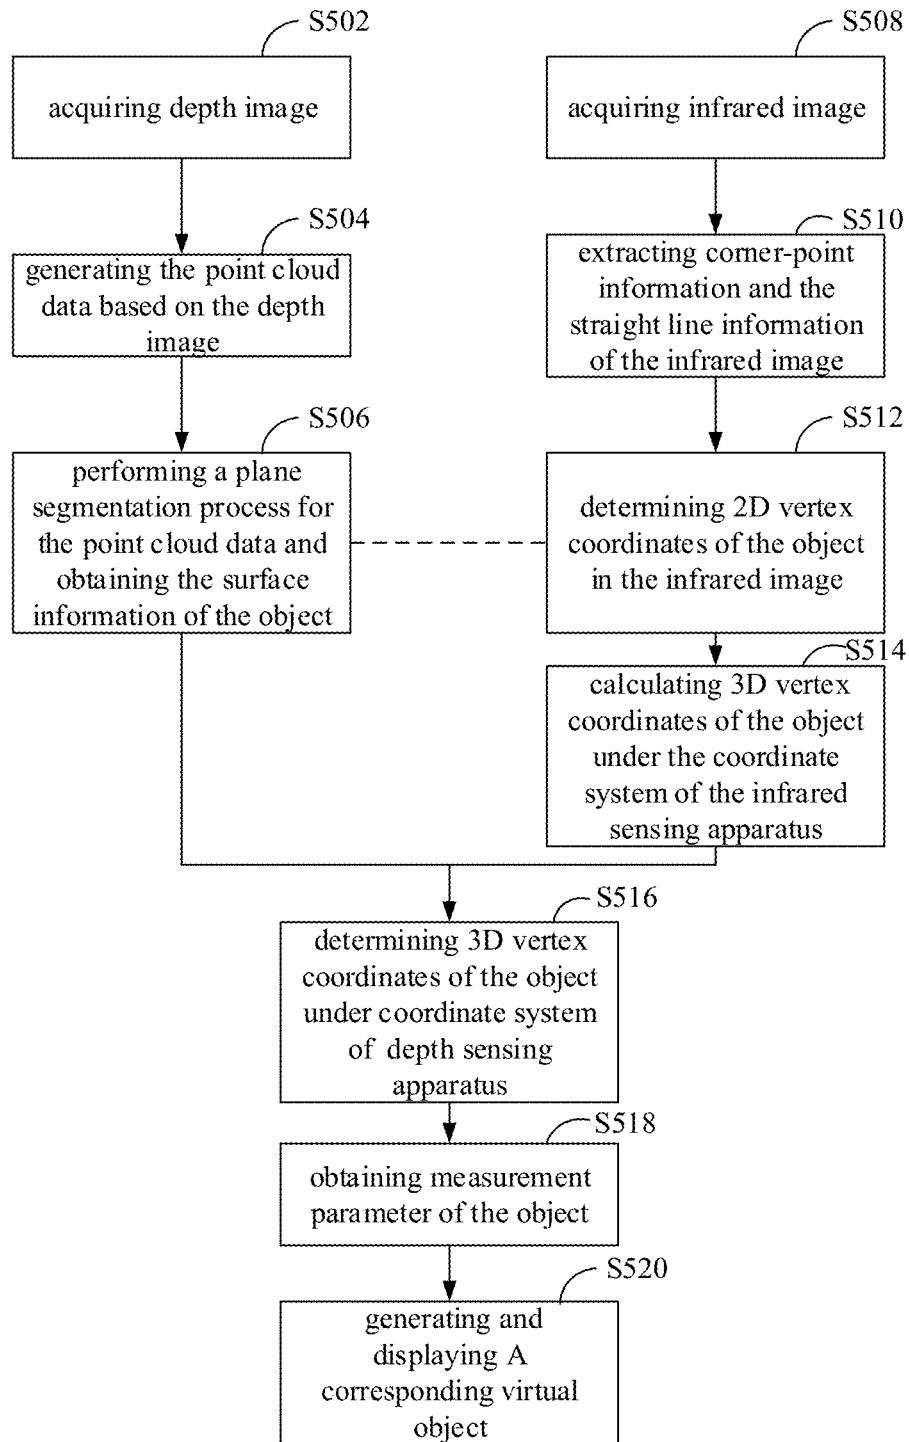 S502
acquiring depth image
S504
generating the point cloud
data based on the depth
image
S506
performing a plane
segmentation process for
the point cloud data and
obtaining the surface
information of the object
S508
acquiring infrared image
S510
extracting corner-point
information and the
straight line information
of the infrared image
S512
determining 2D vertex
coordinates of the object
in the infrared image
S514
calculating 3D vertex
coordinates of the object
under the coordinate
system of the infrared
sensing apparatus
S516
determining 3D vertex
coordinates of the object
under coordinate system
of depth sensing
apparatus
S518
obtaining measurement
parameter of the object
S520
generating and
displaying A
corresponding virtual
object